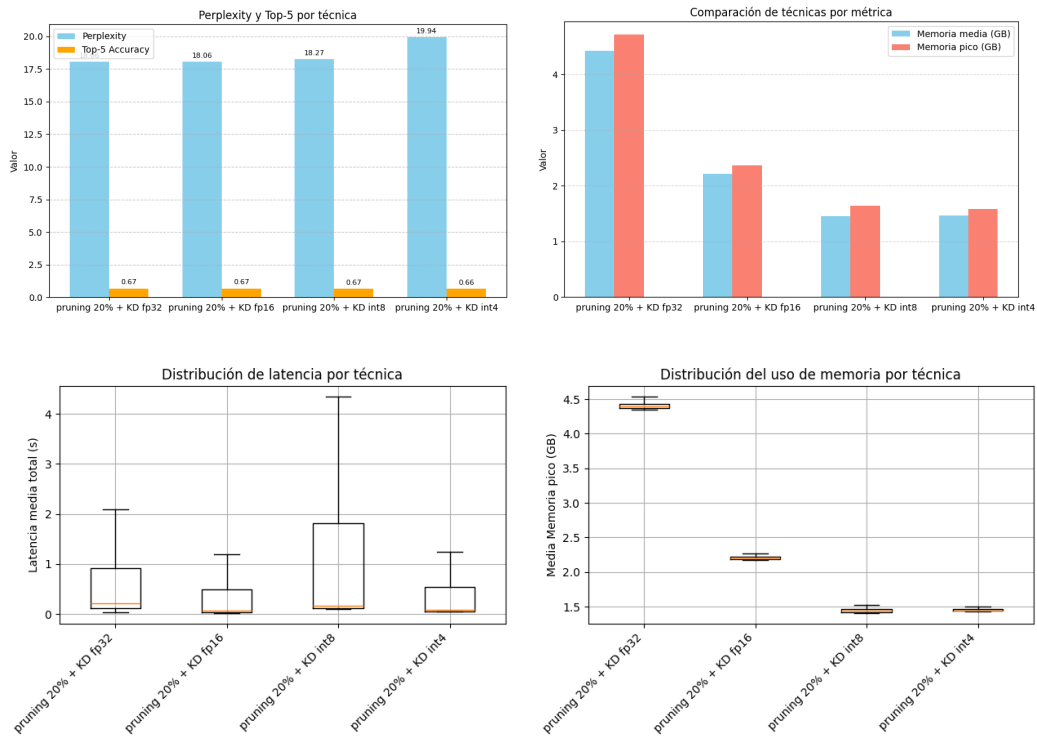 Perplexity y Top-5 por técnica
Perplexity
Top-5 Accuracy
18.06
18.27
19.94
0.67
0.67
0.67
0.66
20.0
17.5
15.0
12.5
10.0
7.5
5.0
2.5
0.0
Valor
pruning 20% + KD fp32
pruning 20% + KD fp16
pruning 20% + KD int8
pruning 20% + KD int4
Comparación de técnicas por métrica
Memoria media (GB)
Memoria pico (GB)
4
3
2
1
0
Valor
pruning 20% + KD fp32
pruning 20% + KD fp16
pruning 20% + KD int8
pruning 20% + KD int4
Distribución de latencia por técnica
4
3
2
1
0
Latencia media total (s)
pruning 20% + KD fp32
pruning 20% + KD fp16
pruning 20% + KD int8
pruning 20% + KD int4
Distribución del uso de memoria por técnica
4.5
4.0
3.5
3.0
2.5
2.0
1.5
Media Memoria pico (GB)
pruning 20% + KD fp32
pruning 20% + KD fp16
pruning 20% + KD int8
pruning 20% + KD int4